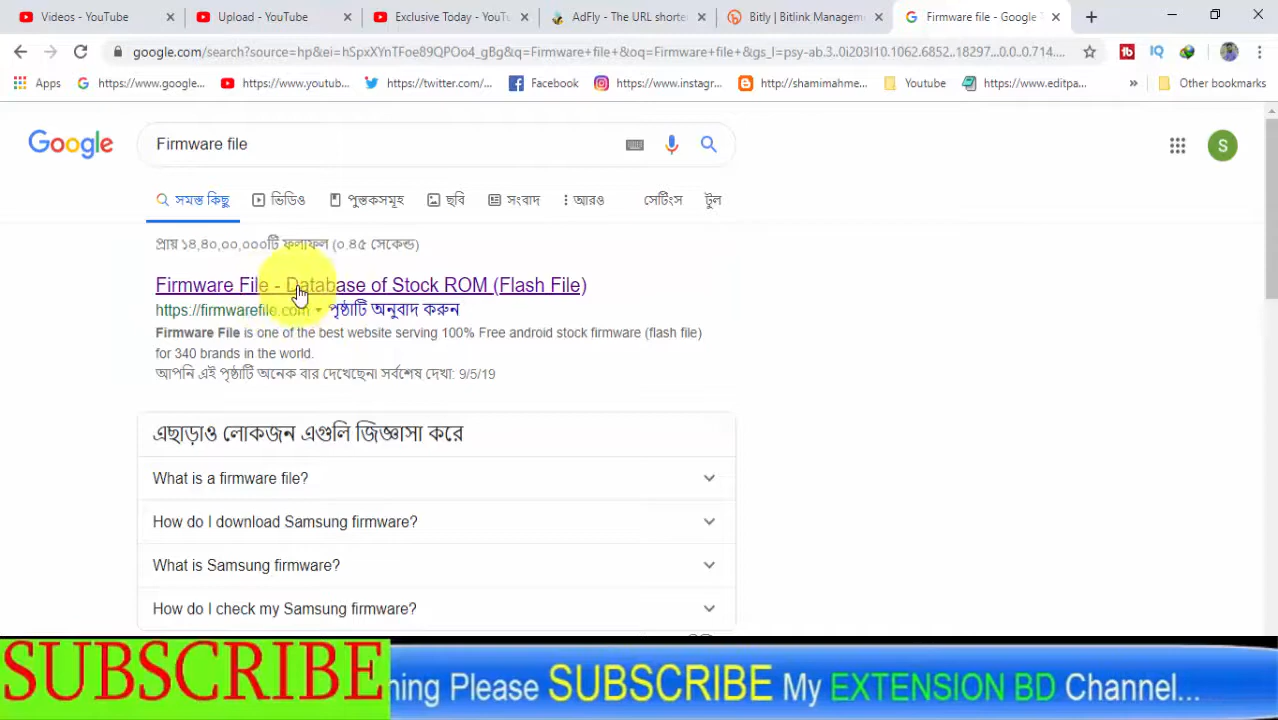 Videos - YouTube
Upload - YouTube
Exclusive Today - YouTu
AdFly - The URL shorte
Bitly | Bitlink Managem
Firmware file - Google
google.com/search?source=hp&ei=hSpxXYnTFoe89QPOo4_gBg&q=Firmware+file+&oq=Firmware+file+&gs_l=psy-ab.3..0i203l10.1062.6852..18297...0.0..0.714....
Apps
https://www.google...
https://www.youtub...
https://twitter.com/...
Facebook
https://www.instagr...
http://shamimahme...
Youtube
https://www.editpa...
Other bookmarks
Google
Firmware file
S
সমস্ত কিছু
ভিডিও
পুস্তকসমূহ
ছবি
সংবাদ
আরও
সেটিংস
টুল
প্রায় ১৪,৪০,০০,০০০টি ফলাফল (০.৪৫ সেকেন্ড)
Firmware File - Database of Stock ROM (Flash File)
https://firmwarefile.com পৃষ্ঠাটি অনুবাদ করুন
Firmware File is one of the best website serving 100% Free android stock firmware (flash file)
for 340 brands in the world.
আপনি এই পৃষ্ঠাটি অনেক বার দেখেছেন৷ সর্বশেষ দেখা: 9/5/19
এছাড়াও লোকজন এগুলি জিজ্ঞাসা করে
What is a firmware file?
How do I download Samsung firmware?
What is Samsung firmware?
How do I check my Samsung firmware?
SUBSCRIBE
ning Please SUBSCRIBE My EXTENSION BD Channel...